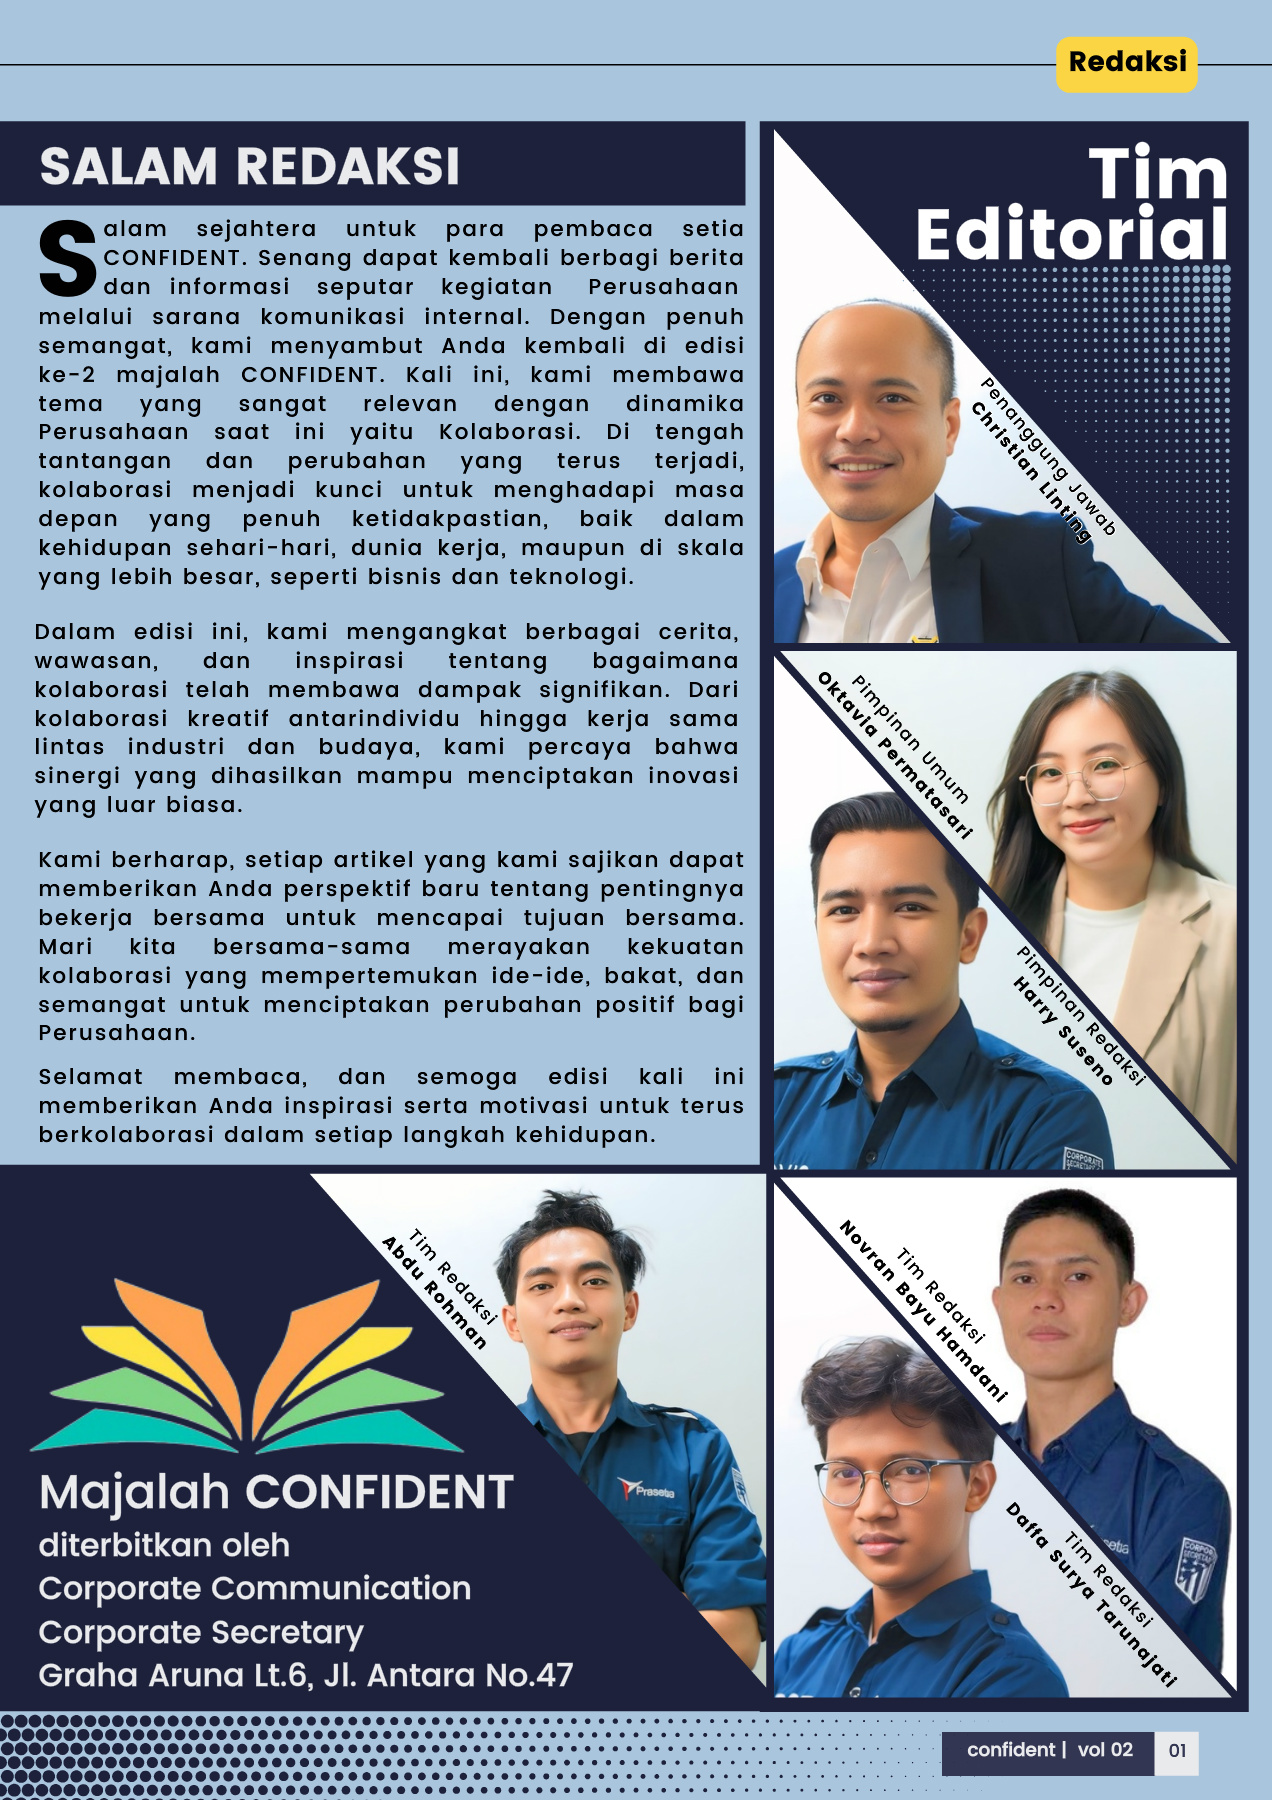 Redaksi
SALAM REDAKSI
Salam sejahtera untuk para pembaca setia
CONFIDENT. Senang dapat kembali berbagi berita
dan informasi seputar kegiatan Perusahaan
melalui sarana komunikasi internal. Dengan penuh
semangat, kami menyambut Anda kembali di edisi
ke-2 majalah CONFIDENT. Kali ini, kami membawa
tema yang sangat relevan dengan dinamika
Perusahaan saat ini yaitu Kolaborasi. Di tengah
tantangan dan perubahan yang terus terjadi,
kolaborasi menjadi kunci untuk menghadapi masa
depan yang penuh ketidakpastian, baik dalam
kehidupan sehari-hari, dunia kerja, maupun di skala
yang lebih besar, seperti bisnis dan teknologi.
Dalam edisi ini, kami mengangkat berbagai cerita,
wawasan, dan inspirasi tentang bagaimana
kolaborasi telah membawa dampak signifikan. Dari
kolaborasi kreatif antarindividu hingga kerja sama
lintas industri dan budaya, kami percaya bahwa
sinergi yang dihasilkan mampu menciptakan inovasi
yang luar biasa.
Kami berharap, setiap artikel yang kami sajikan dapat
memberikan Anda perspektif baru tentang pentingnya
bekerja bersama untuk mencapai tujuan bersama.
Mari kita bersama-sama merayakan kekuatan
kolaborasi yang mempertemukan ide-ide, bakat, dan
semangat untuk menciptakan perubahan positif bagi
Perusahaan.
Selamat membaca, dan semoga edisi kali ini
memberikan Anda inspirasi serta motivasi untuk terus
berkolaborasi dalam setiap langkah kehidupan.
Tim
Editorial
Penanggung Jawab
Christian Linting
Pimpinan Umum
Oktavia Permatasari
Pimpinan Redaksi
Harry Suseno
CORPORATE
SECRETARY
Tim Redaksi
Abdu Rohman
Prasetia
Tim Redaksi
Novran Bayu Hamdani
Tim Redaksi
Daffa Surya Tarunajati
Majalah CONFIDENT
diterbitkan oleh
Corporate Communication
Corporate Secretary
Graha Aruna Lt.6, Jl. Antara No.47
confident | vol 02
01